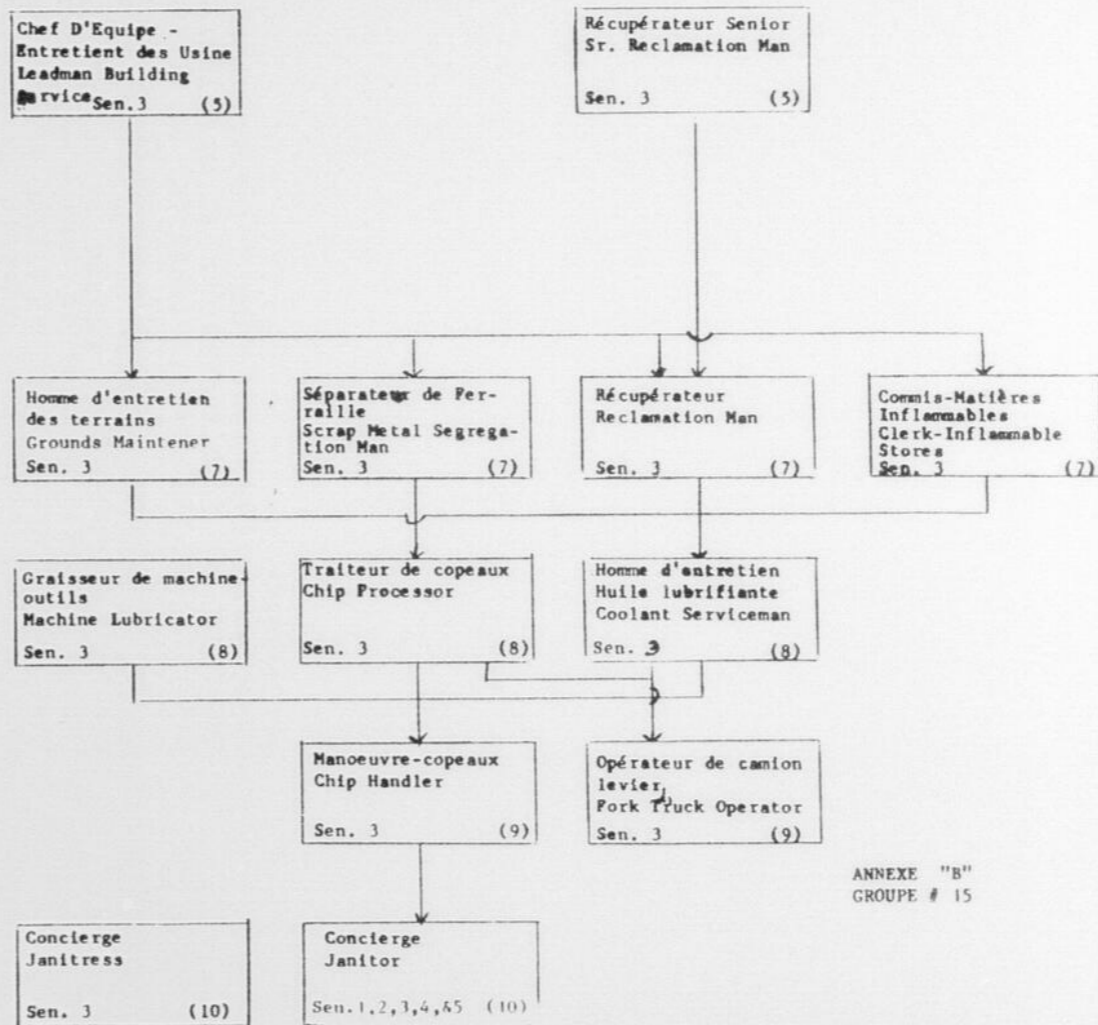 Chef D'Equipe -
Entretient des Usine
Leadman Building
Service Sen. 3 (5)
Récupérateur Senior
Sr. Reclamation Man
Sen. 3 (5)
Homme d'entretien
des terrains
Grounds Maintener
Sen. 3 (7)
Séparateur de Fer-
raille
Scrap Metal Segrega-
tion Man
Sen. 3 (7)
Récupérateur
Reclamation Man
Sen. 3 (7)
Commis-Matières
Inflammables
Clerk-Inflammable
Stores
Sen. 3 (7)
Graisseur de machine-
outils
Machine Lubricator
Sen. 3 (8)
Traiteur de copeaux
Chip Processor
Sen. 3 (8)
Homme d'entretien
Huile lubrifiante
Coolant Serviceman
Sen. 3 (8)
Manoeuvre-copeaux
Chip Handler
Sen. 3 (9)
Opérateur de camion
levier
Fork Truck Operator
Sen. 3 (9)
ANNEXE "B"
GROUPE # 15
Concierge
Janitress
Sen. 3 (10)
Concierge
Janitor
Sen. 1,2,3,4,&5 (10)